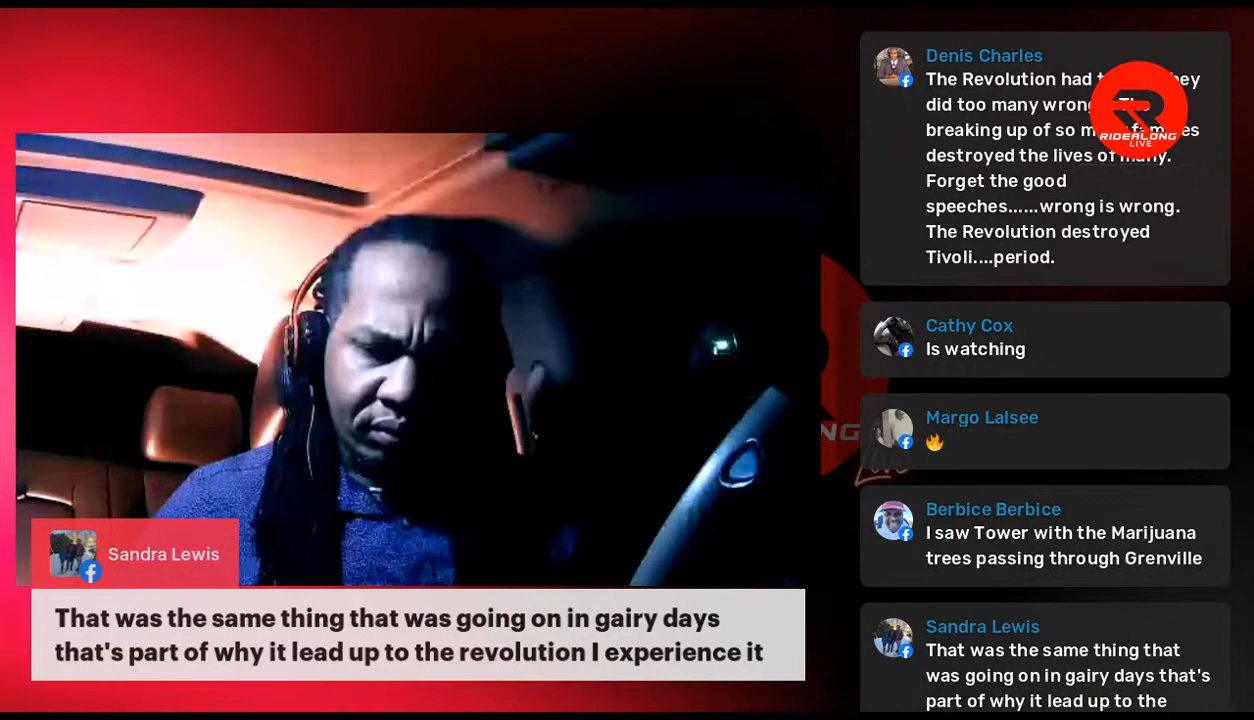 Denis Charles
The Revolution had
did too many wrong
breaking up of so
destroyed the lives of many.
Forget the good
speeches......wrong is wrong.
The Revolution destroyed
Tivoli....period.
RIDEALONG
LIVE
Cathy Cox
Is watching
Margo Lalsee
🔥
Berbice Berbice
I saw Tower with the Marijuana
trees passing through Grenville
Sandra Lewis
That was the same thing that
was going on in gairy days that's
part of why it lead up to the
Sandra Lewis
That was the same thing that was going on in gairy days
that's part of why it lead up to the revolution I experience it